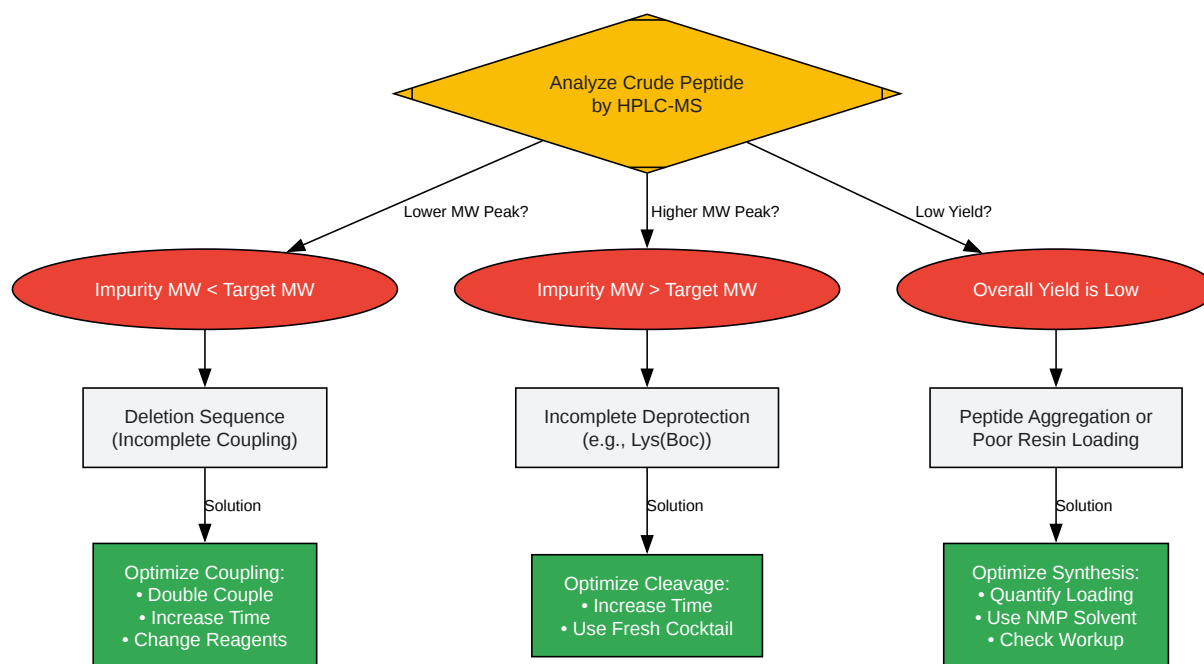 Analyze Crude Peptide
by HPLC-MS
Lower MW Peak?
Higher MW Peak?
Low Yield?
Impurity MW < Target MW
Impurity MW > Target MW
Overall Yield is Low
Deletion Sequence
(Incomplete Coupling)
Incomplete Deprotection
(e.g., Lys(Boc))
Peptide Aggregation or
Poor Resin Loading
Solution
Solution
Solution
Optimize Coupling:
• Double Couple
• Increase Time
• Change Reagents
Optimize Cleavage:
• Increase Time
• Use Fresh Cocktail
Optimize Synthesis:
• Quantify Loading
• Use NMP Solvent
• Check Workup